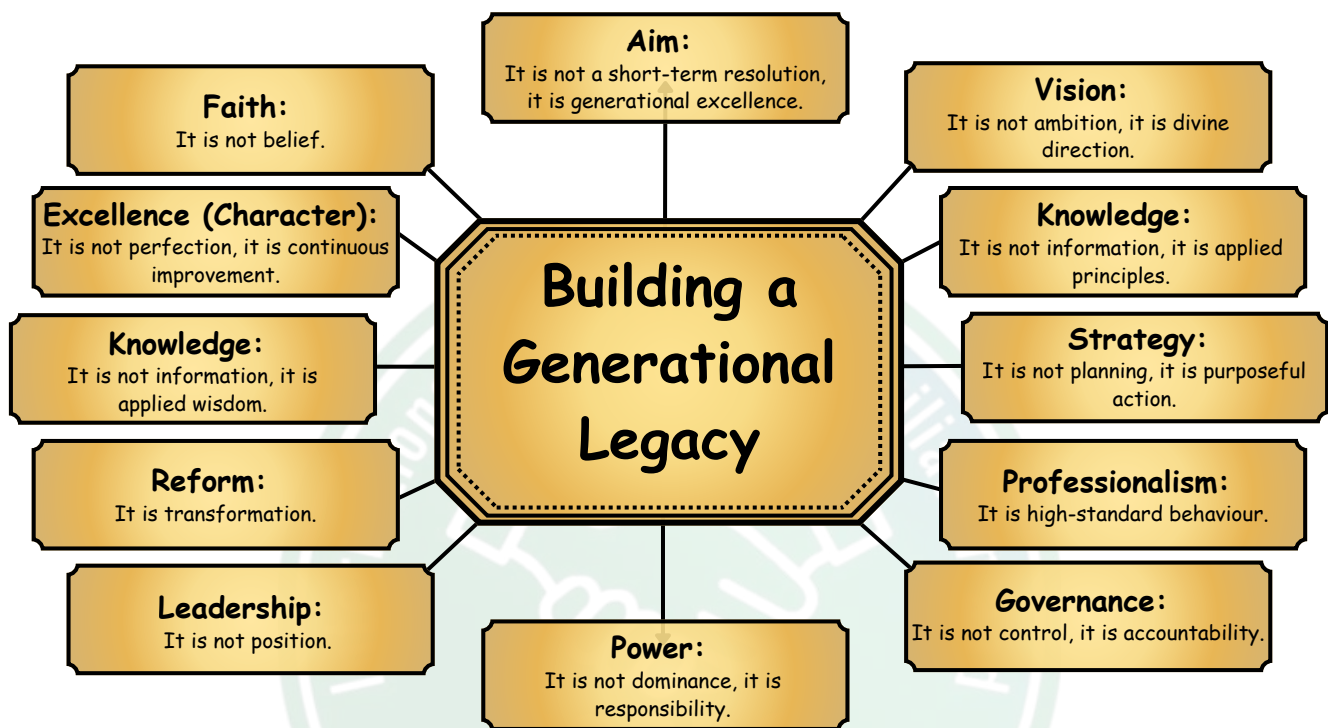 Aim:
It is not a short-term resolution,
it is generational excellence.
Faith:
It is not belief.
Vision:
It is not ambition, it is divine
direction.
Excellence (Character):
It is not perfection, it is continuous
improvement.
Knowledge:
It is not information, it is applied
principles.
Building a
Generational
Legacy
Knowledge:
It is not information, it is
applied wisdom.
Strategy:
It is not planning, it is purposeful
action.
Reform:
It is transformation.
Professionalism:
It is high-standard behaviour.
Leadership:
It is not position.
Governance:
It is not control, it is accountability.
Power:
It is not dominance, it is
responsibility.